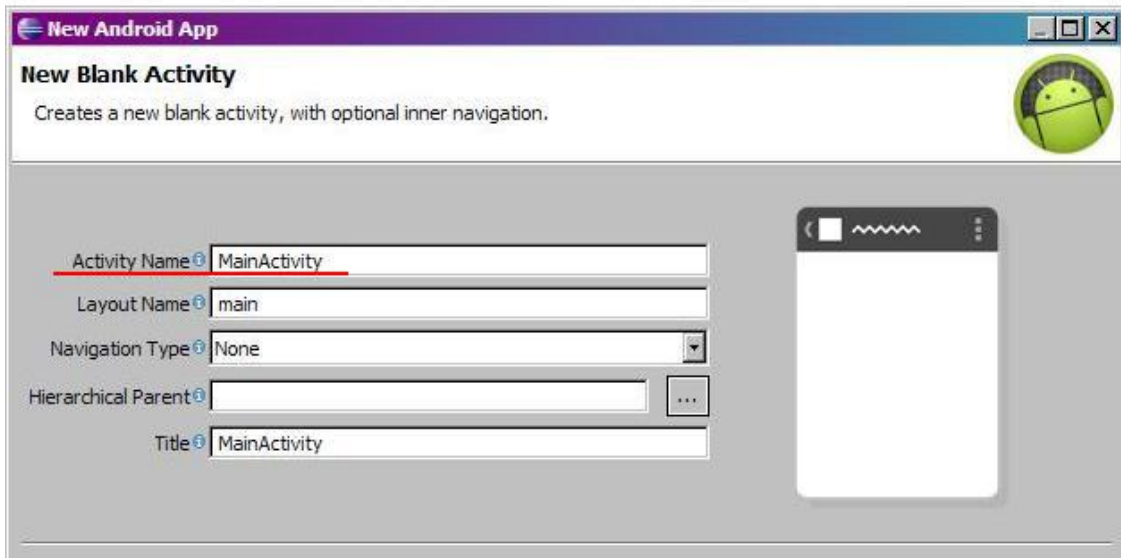 New Android App
New Blank Activity
Creates a new blank activity, with optional inner navigation.
Activity Name MainActivity
Layout Name main
Navigation Type None
Hierarchical Parent ...
Title MainActivity